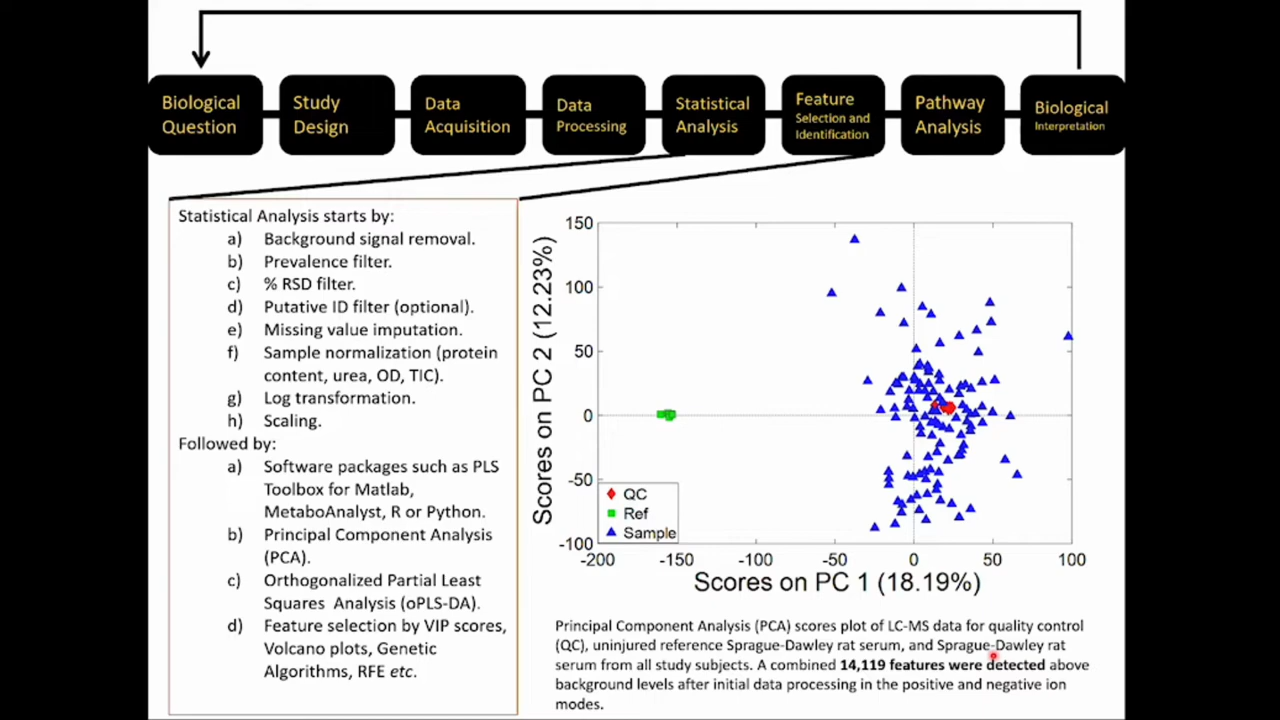 Biological
Question
Study
Design
Data
Acquisition
Data
Processing
Statistical
Analysis
Feature
Selection and
Identification
Pathway
Analysis
Biological
Interpretation
Statistical Analysis starts by:
a) Background signal removal.
b) Prevalence filter.
c) % RSD filter.
d) Putative ID filter (optional).
e) Missing value imputation.
f) Sample normalization (protein
content, urea, OD, TIC).
g) Log transformation.
h) Scaling.
Followed by:
a) Software packages such as PLS
Toolbox for Matlab,
MetaboAnalyst, R or Python.
b) Principal Component Analysis
(PCA).
c) Orthogonalized Partial Least
Squares Analysis (oPLS-DA).
d) Feature selection by VIP scores,
Volcano plots, Genetic
Algorithms, RFE etc.
Scores on PC 2 (12.23%)
150
100
50
0
-50
-100
QC
Ref
Sample
-200 -150 -100 -50 0 50 100
Scores on PC 1 (18.19%)
Principal Component Analysis (PCA) scores plot of LC-MS data for quality control
(QC), uninjured reference Sprague-Dawley rat serum, and Sprague-Dawley rat
serum from all study subjects. A combined 14,119 features were detected above
background levels after initial data processing in the positive and negative ion
modes.